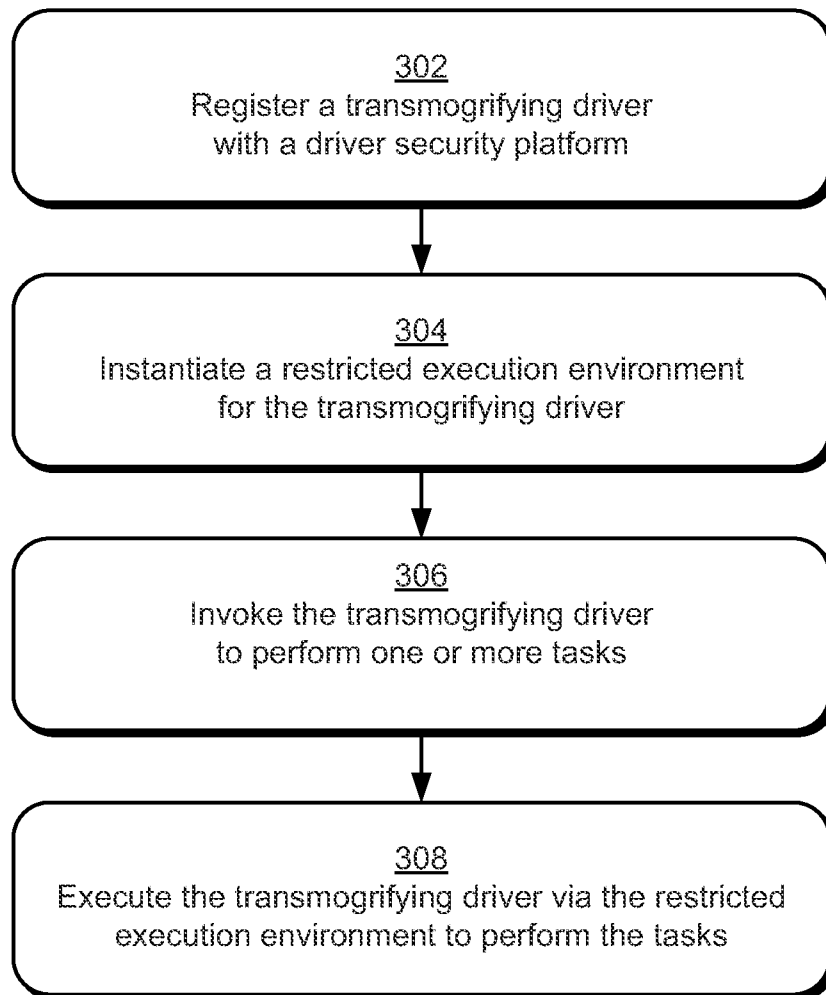 302
Register a transmogrifying driver
with a driver security platform
304
Instantiate a restricted execution environment
for the transmogrifying driver
306
Invoke the transmogrifying driver
to perform one or more tasks
308
Execute the transmogrifying driver via the restricted
execution environment to perform the tasks